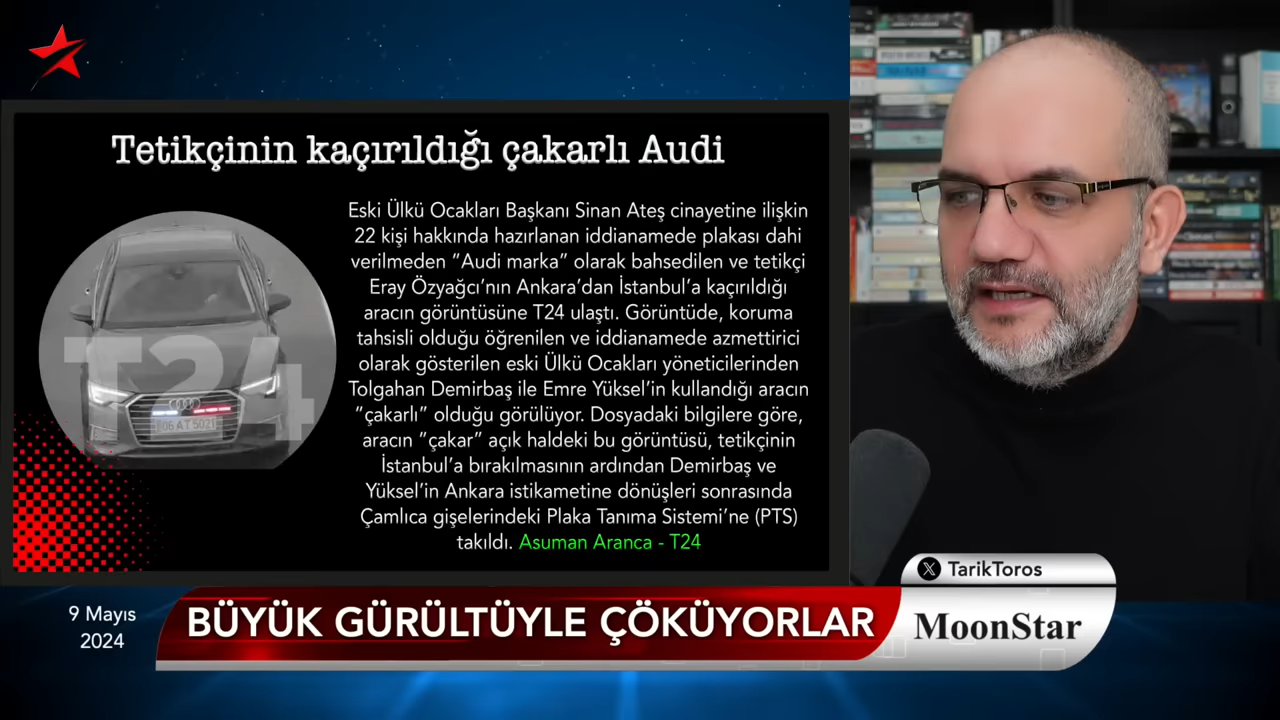 Tetikçinin kaçırıldığı çakarlı Audi
Eski Ülkü Ocakları Başkanı Sinan Ateş cinayetine ilişkin
22 kişi hakkında hazırlanan iddianamede plakası dahi
verilmeden “Audi marka” olarak bahsedilen ve tetikçi
Eray Özyağcı’nın Ankara’dan İstanbul’a kaçırıldığı
aracın görüntüsüne T24 ulaştı. Görüntüde, koruma
tahsisli olduğu öğrenilen ve iddianamede azmettirici
olarak gösterilen eski Ülkü Ocakları yöneticilerinden
Tolgahan Demirbaş ile Emre Yüksel’in kullandığı aracın
“çakarlı” olduğu görülüyor. Dosyadaki bilgilere göre,
aracın “çakar” açık haldeki bu görüntüsü, tetikçinin
İstanbul’a bırakılmasının ardından Demirbaş ve
Yüksel’in Ankara istikametine dönüşleri sonrasında
Çamlıca gişelerindeki Plaka Tanıma Sistemi’ne (PTS)
takıldı. Asuman Aranca - T24
T24
TarikToros
9 Mayıs
2024
BÜYÜK GÜRÜLTÜYLE ÇÖKÜYORLAR
MoonStar